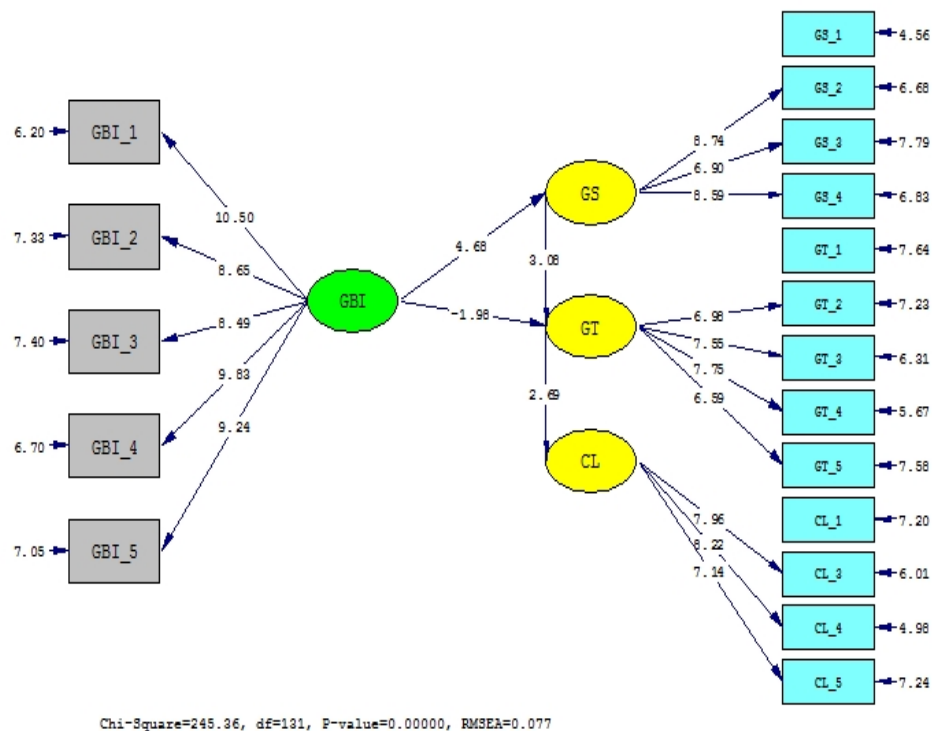 GS_1
4.56
GS_2
6.68
GBI_1
6.20
8.74
GS_3
7.79
6.90
GS_4
6.83
8.59
GS
10.50
GBI_2
7.33
4.68
GT_1
7.64
8.65
3.08
GBI
GT_2
7.23
6.98
-1.98
GT
GBI_3
7.40
8.49
7.55
GT_3
6.31
7.75
9.83
2.69
6.59
GT_4
5.67
9.24
GBI_4
6.70
CL
GT_5
7.58
CL_1
7.20
7.96
8.22
7.14
GBI_5
7.05
CL_3
6.01
CL_4
4.98
CL_5
7.24
Chi-Square=245.36, df=131, P-value=0.00000, RMSEA=0.077